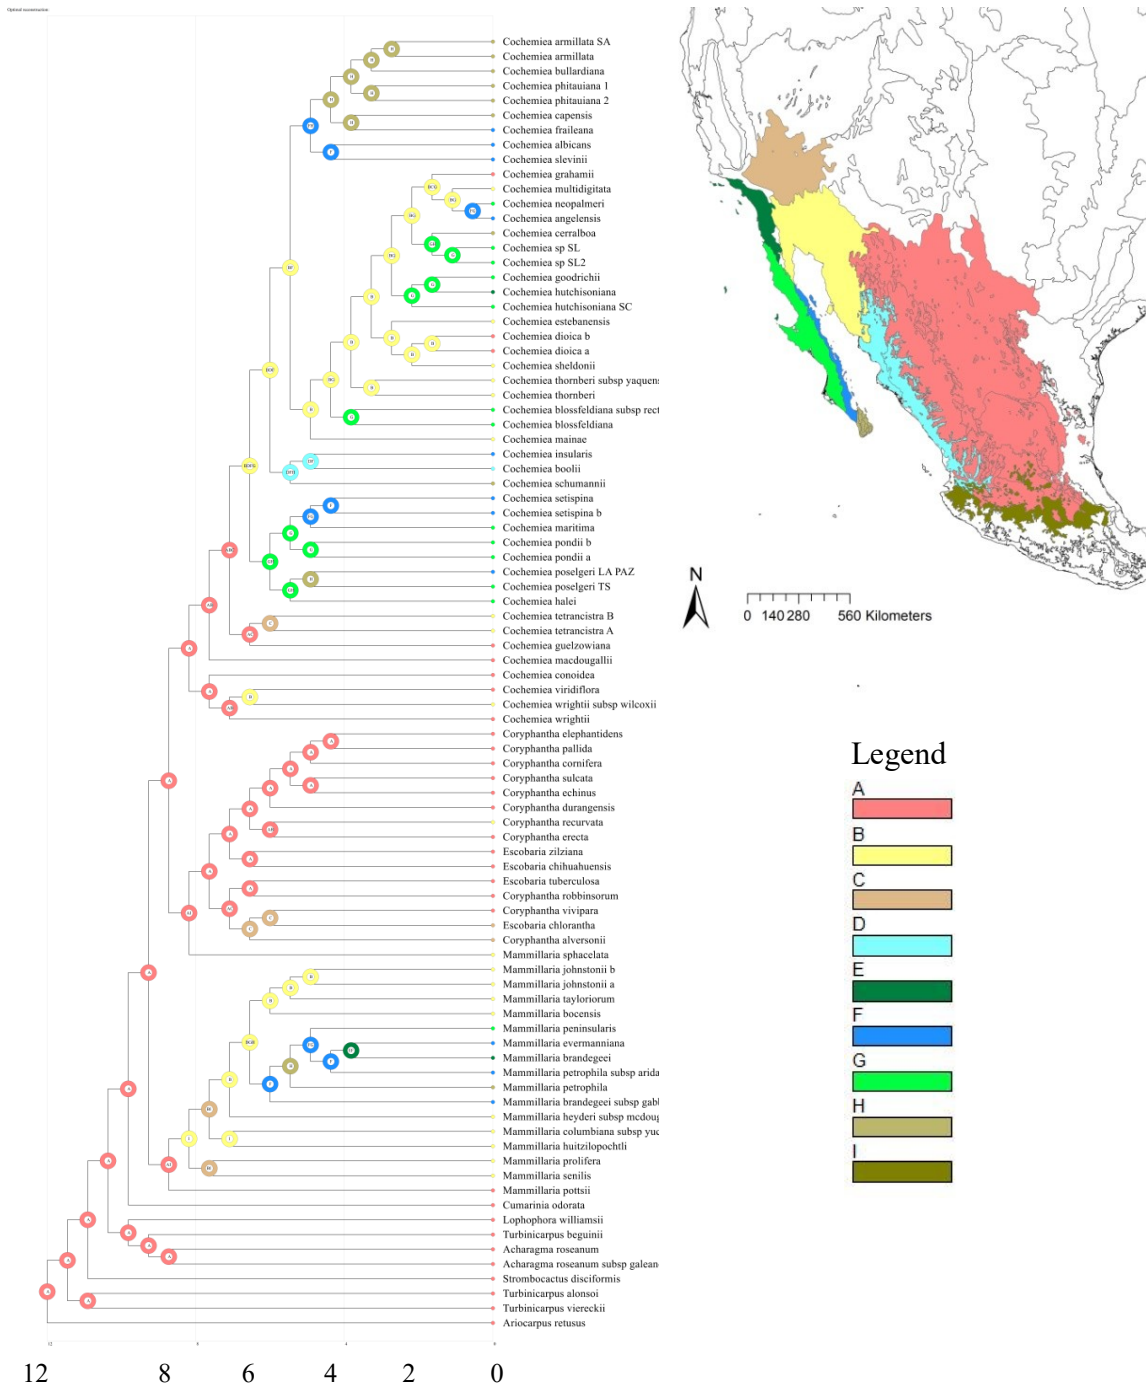 Optimal reconstruction
Cochemiea armillata SA
Cochemiea armillata
Cochemiea bullardiana
Cochemiea phitauiana 1
Cochemiea phitauiana 2
Cochemiea capensis
Cochemiea fraileana
Cochemiea albicans
Cochemiea slevinii
Cochemiea grahamii
Cochemiea multidigitata
Cochemiea neopalmeri
Cochemiea angelensis
Cochemiea cerralboa
Cochemiea sp SL
Cochemiea sp SL2
Cochemiea goodrichii
Cochemiea hutchisoniana
Cochemiea hutchisoniana SC
Cochemiea estebanensis
Cochemiea dioica b
Cochemiea dioica a
Cochemiea sheldonii
Cochemiea thornberi subsp yaquens
Cochemiea thornberi
Cochemiea blossfeldiana subsp rect
Cochemiea blossfeldiana
Cochemiea mainae
Cochemiea insularis
Cochemiea boolii
Cochemiea schumannii
Cochemiea setispina
Cochemiea setispina b
Cochemiea maritima
Cochemiea pondii b
Cochemiea pondii a
Cochemiea poselgeri LA PAZ
Cochemiea poselgeri TS
Cochemiea halei
Cochemiea tetrancistra B
Cochemiea tetrancistra A
Cochemiea guelzowiana
Cochemiea macdougallii
Cochemiea conoidea
Cochemiea viridiflora
Cochemiea wrightii subsp wilcoxii
Cochemiea wrightii
Coryphantha elephantidens
Coryphantha pallida
Coryphantha cornifera
Coryphantha sulcata
Coryphantha echinus
Coryphantha durangensis
Coryphantha recurvata
Coryphantha erecta
Escobaria zilziana
Escobaria chihuahuensis
Escobaria tuberculosa
Coryphantha robbinsorum
Coryphantha vivipara
Escobaria chlorantha
Coryphantha alversonii
Mammillaria sphacelata
Mammillaria johnstonii b
Mammillaria johnstonii a
Mammillaria tayloriorum
Mammillaria bocensis
Mammillaria peninsularis
Mammillaria evermanniana
Mammillaria brandegeei
Mammillaria petrophila subsp arida
Mammillaria petrophila
Mammillaria brandegeei subsp gabl
Mammillaria heyderi subsp mcdoug
Mammillaria columbiana subsp yuc
Mammillaria huitzilopochtli
Mammillaria prolifera
Mammillaria senilis
Mammillaria pottsii
Cumarinia odorata
Lophophora williamsii
Turbinicarpus beguinii
Acharagma roseanum
Acharagma roseanum subsp galean
Strombocactus disciformis
Turbinicarpus alonsoi
Turbinicarpus viereckii
Ariocarpus retusus
12 8 4 0
12 8 6 4 2 0
N
0 140 280 560 Kilometers
Legend
A
B
C
D
E
F
G
H
I